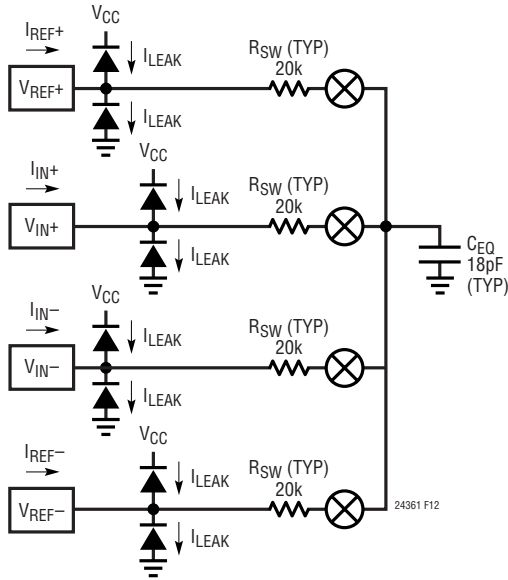 VCC
IREF+
ILEAK
RSW (TYP)
20k
VREF+
ILEAK
VCC
IIN+
ILEAK
RSW (TYP)
20k
VIN+
ILEAK
CEQ
18pF
(TYP)
VCC
IIN−
ILEAK
RSW (TYP)
20k
VIN−
ILEAK
VCC
IREF−
ILEAK
RSW (TYP)
20k
VREF−
24361 F12
ILEAK